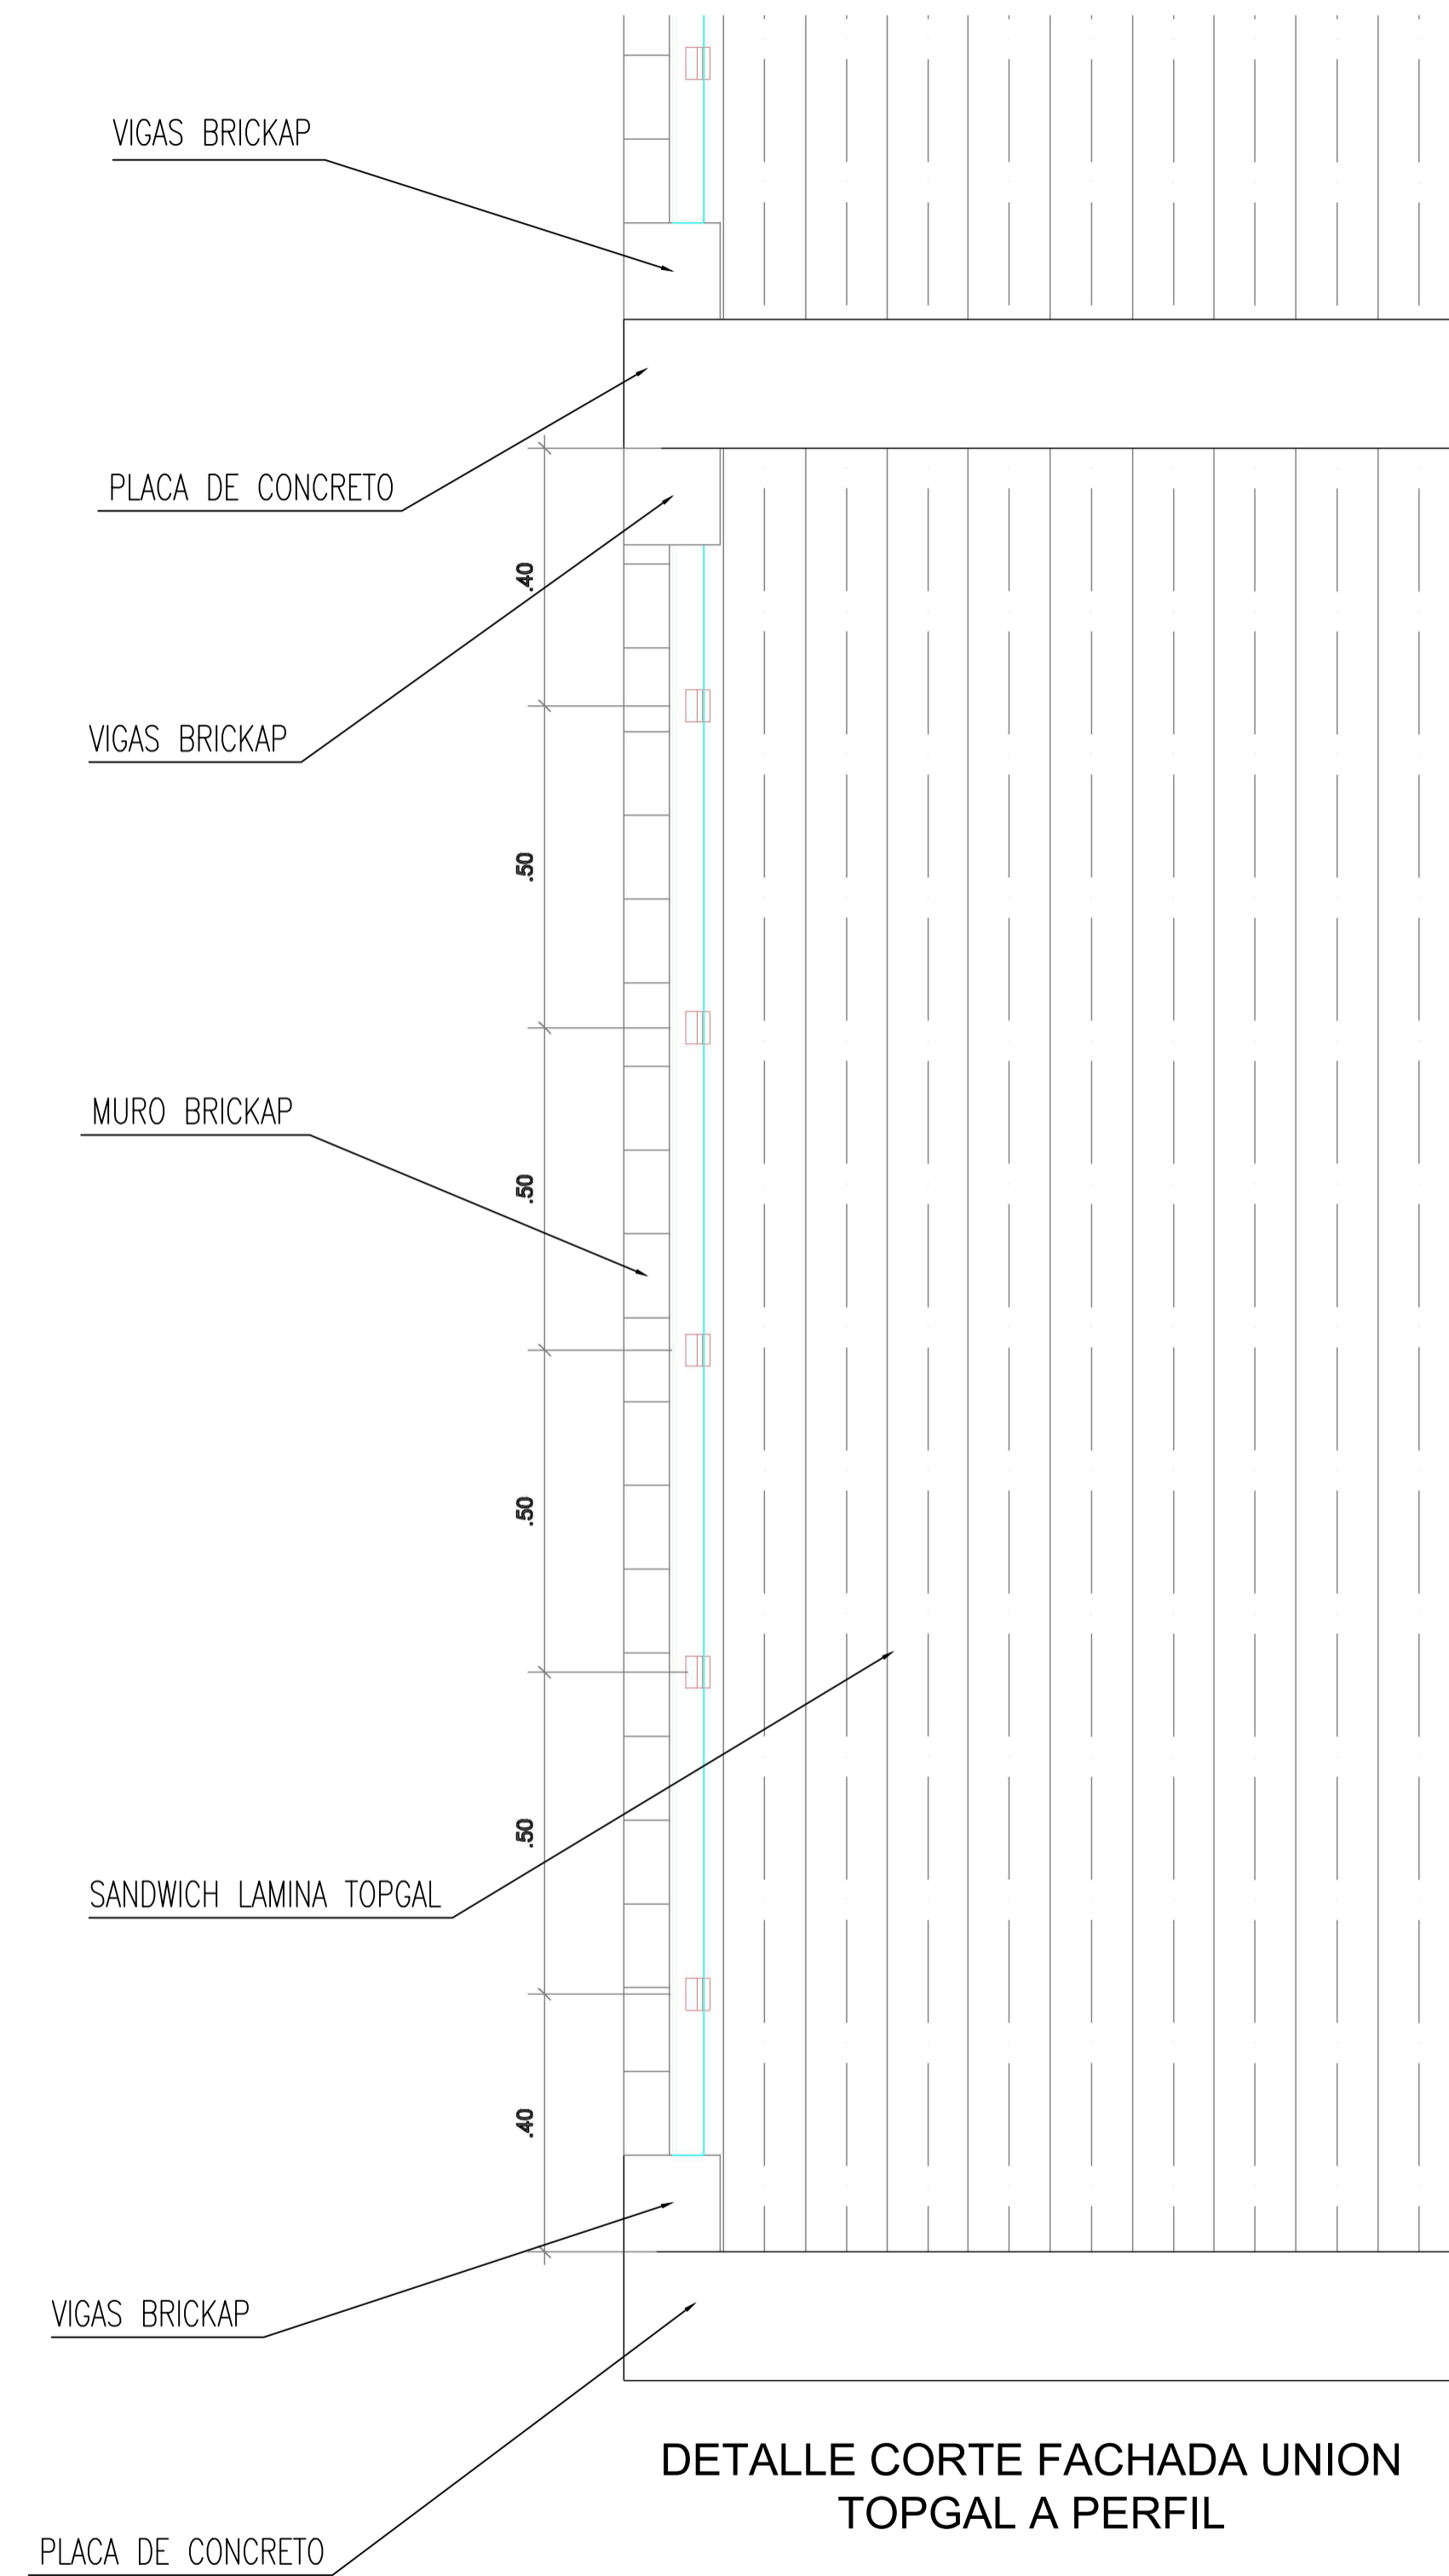 VIGAS BRICKAP
PLACA DE CONCRETO
.40
VIGAS BRICKAP
.50
MURO BRICKAP
.50
.50
.50
SANDWICH LAMINA TOPGAL
.40
VIGAS BRICKAP
DETALLE CORTE FACHADA UNION
TOPGAL A PERFIL
PLACA DE CONCRETO